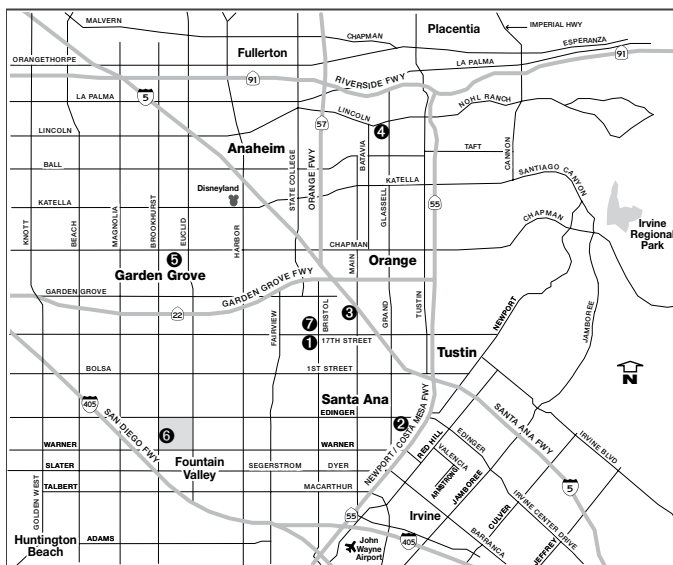 MALVERN
CHAPMAN
Placentia
IMPERIAL HWY
Fullerton
ESPERANZA
ORANGETHORPE
LA PALMA
91
91
RIVERSIDE FWY
LA PALMA
5
NOHL RANCH
LINCOLN
57
4
LINCOLN
Anaheim
STATE COLLEGE
ORANGE FWY
BATAVIA
TAFT
CANNON
BALL
KATELLA
SANTIAGO CANYON
Disneyland
GLASSELL
55
KATELLA
CHAPMAN
KNOTT
BEACH
MAGNOLIA
BROOKHURST
EUCLID
HARBOR
Irvine
Regional
Park
CHAPMAN
MAIN
5
Orange
Garden Grove
GARDEN GROVE FWY
GARDEN GROVE
22
FAIRVIEW
BRISTOL
3
GRAND
TUSTIN
NEWPORT
JAMBOREE
7
1
17TH STREET
Tustin
BOLSA
1ST STREET
N
405
Santa Ana
EDINGER
2
SAN DIEGO FWY
6
NEWPORT / COSTA MESA FWY
RED HILL
EDINGER
SANTA ANA FWY
IRVINE BLVD
WARNER
WARNER
VALENCIA
Fountain
Valley
SLATER
SEGERSTROM
DYER
ARMSTRONG
JAMBOREE
TALBERT
MACARTHUR
5
GOLDEN WEST
55
Irvine
CULVER
IRVINE CENTER DRIVE
Huntington
Beach
ADAMS
John
Wayne
Airport
405
BARRANCA
JEFFREY